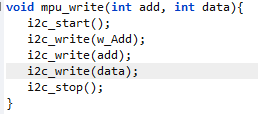 void mpu_write(int add, int data){
i2c_start();
i2c_write(w_Add);
i2c_write(add);
i2c_write(data);
i2c_stop();
}